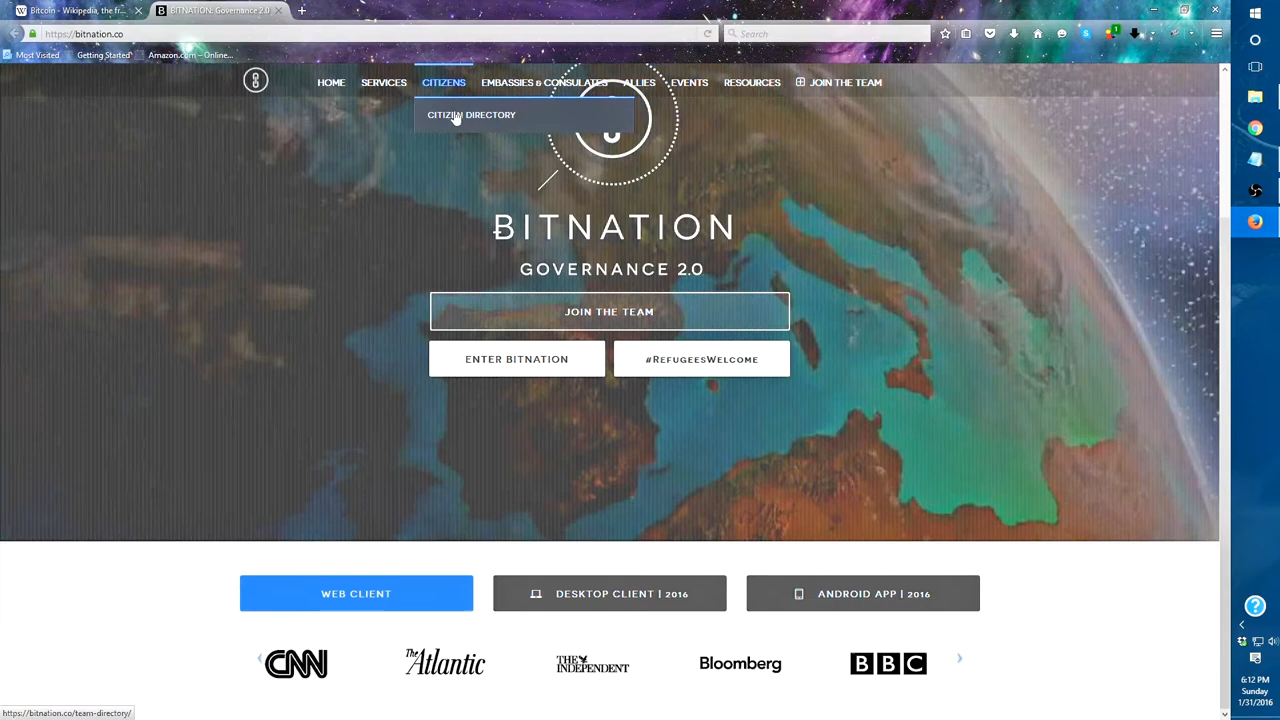 Bitcoin - Wikipedia, the fr...
BITNATION: Governance 2.0
https://bitnation.co
Search
Most Visited
Getting Started
Amazon.com – Online...
HOME
SERVICES
CITIZENS
EMBASSIES & CONSULATES
ALLIES
EVENTS
RESOURCES
JOIN THE TEAM
CITIZEN DIRECTORY
BITNATION
GOVERNANCE 2.0
JOIN THE TEAM
ENTER BITNATION
#REFUGEESWELCOME
WEB CLIENT
DESKTOP CLIENT | 2016
ANDROID APP | 2016
CNN
The Atlantic
THE INDEPENDENT
Bloomberg
BBC
https://bitnation.co/team-directory/
6:12 PM
Sunday
1/31/2016